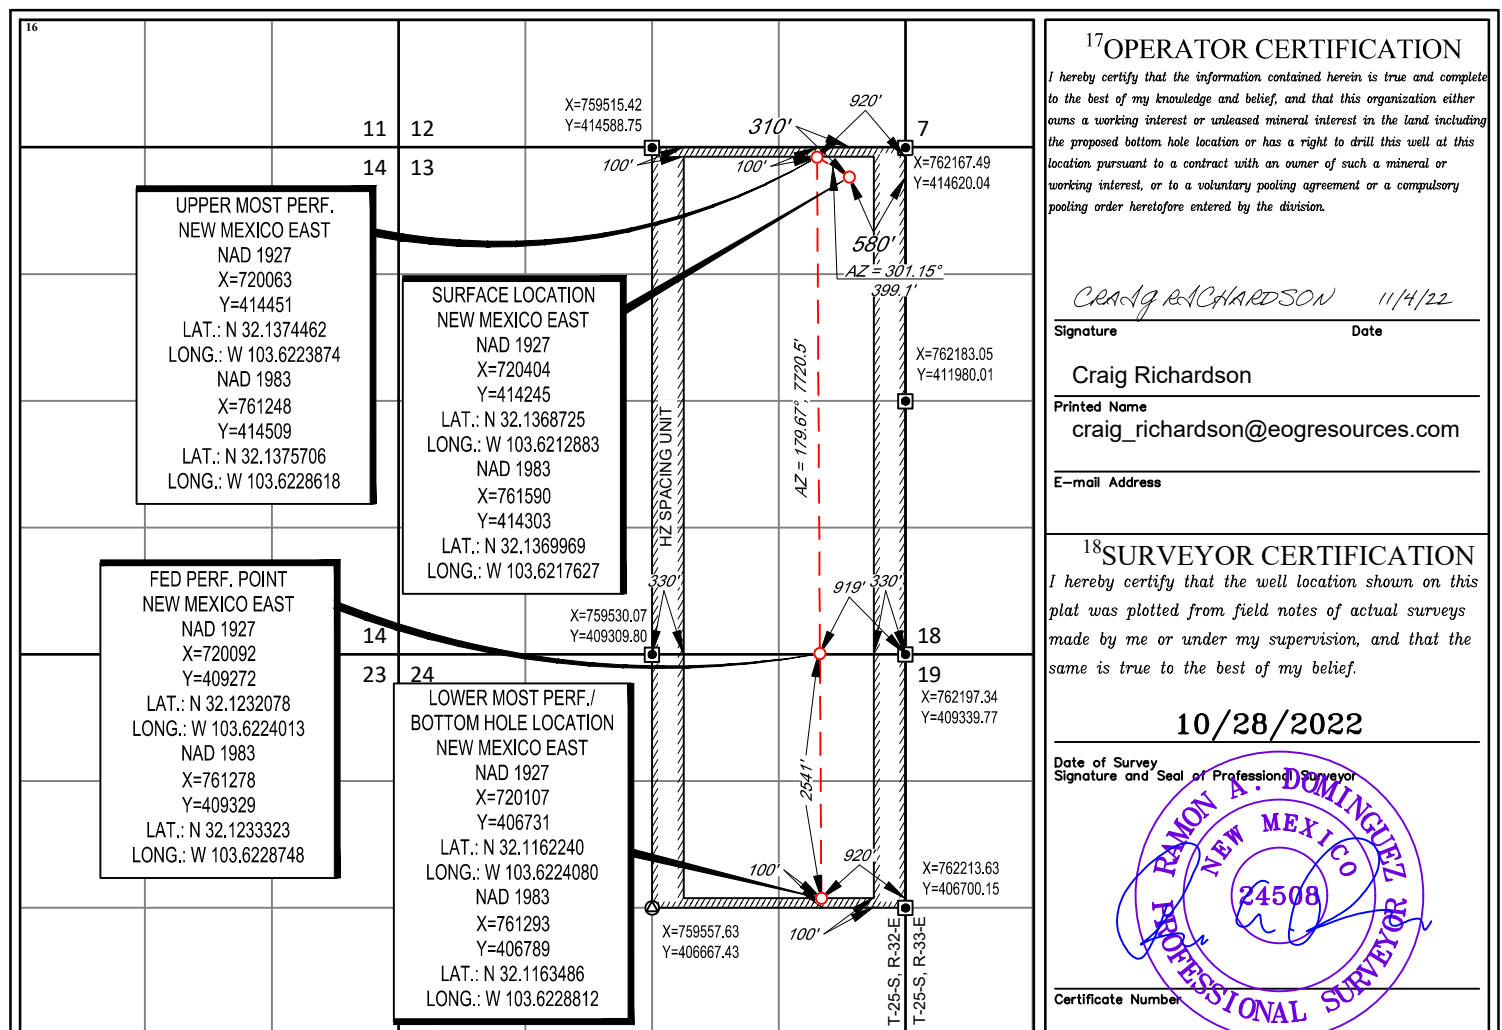 16
X=759515.42
Y=414588.75
11 12
14 13
920'
310'
7
100'
100'
X=762167.49
Y=414620.04
580'
AZ = 301.15°
399.1'
UPPER MOST PERF.
NEW MEXICO EAST
NAD 1927
X=720063
Y=414451
LAT.: N 32.1374462
LONG.: W 103.6223874
NAD 1983
X=761248
Y=414509
LAT.: N 32.1375706
LONG.: W 103.6228618
SURFACE LOCATION
NEW MEXICO EAST
NAD 1927
X=720404
Y=414245
LAT.: N 32.1368725
LONG.: W 103.6212883
NAD 1983
X=761590
Y=414303
LAT.: N 32.1369969
LONG.: W 103.6217627
X=762183.05
Y=411980.01
AZ = 179.67°, 7720.5'
HZ SPACING UNIT
330'
919'
330'
X=759530.07
Y=409309.80
14
23 24
18
19
X=762197.34
Y=409339.77
FED PERF. POINT
NEW MEXICO EAST
NAD 1927
X=720092
Y=409272
LAT.: N 32.1232078
LONG.: W 103.6224013
NAD 1983
X=761278
Y=409329
LAT.: N 32.1233323
LONG.: W 103.6228748
LOWER MOST PERF./
BOTTOM HOLE LOCATION
NEW MEXICO EAST
NAD 1927
X=720107
Y=406731
LAT.: N 32.1162240
LONG.: W 103.6224080
NAD 1983
X=761293
Y=406789
LAT.: N 32.1163486
LONG.: W 103.6228812
2541'
100'
920'
X=762213.63
Y=406700.15
X=759557.63
Y=406667.43
100'
T-25-S, R-32-E
T-25-S, R-33-E
17 OPERATOR CERTIFICATION
I hereby certify that the information contained herein is true and complete
to the best of my knowledge and belief, and that this organization either
owns a working interest or unleased mineral interest in the land including
the proposed bottom hole location or has a right to drill this well at this
location pursuant to a contract with an owner of such a mineral or
working interest, or to a voluntary pooling agreement or a compulsory
pooling order heretofore entered by the division.
CRAIG RICHARDSON 11/4/22
Signature Date
Craig Richardson
Printed Name
craig_richardson@eogresources.com
E-mail Address
18 SURVEYOR CERTIFICATION
I hereby certify that the well location shown on this
plat was plotted from field notes of actual surveys
made by me or under my supervision, and that the
same is true to the best of my belief.
10/28/2022
Date of Survey
Signature and Seal of Professional Surveyor
RAMON A. DOMINGUEZ
NEW MEXICO
24508
PROFESSIONAL SURVEYOR
Certificate Number